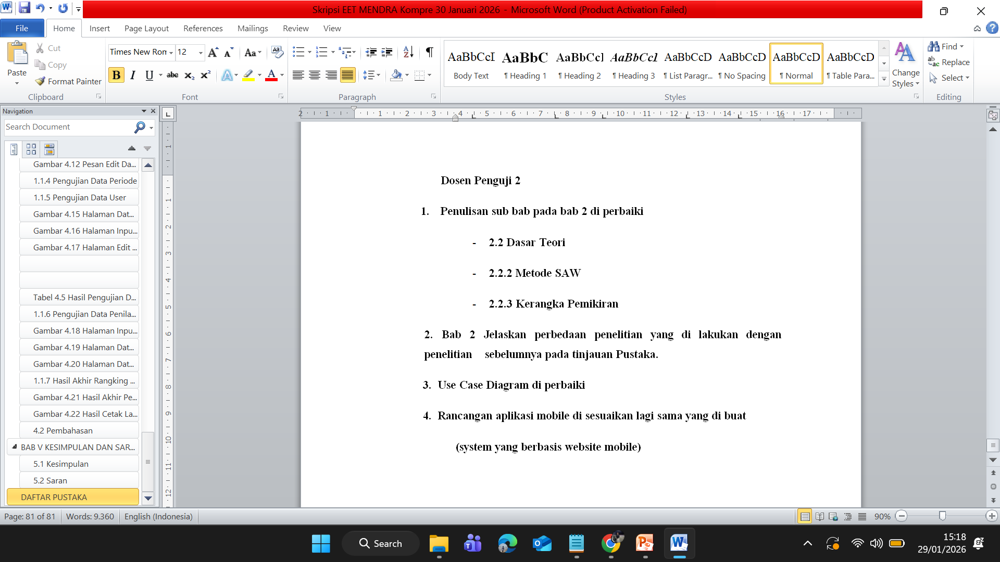 Skripsi EET MENDRA Kompre 30 Januari 2026 - Microsoft Word (Product Activation Failed)
File Home Insert Page Layout References Mailings Review View
Paste
Cut
Copy
Format Painter
Clipboard
Times New Rom 12
Font
Paragraph
AaBbCcI AaBbC AaBbCcI AaBbCcI AaBbCcD AaBbCcD AaBbCcD AaBbCcD
Body Text ¶ Heading 1 ¶ Heading 2 ¶ Heading 3 ¶ List Paragr... ¶ No Spacing ¶ Normal ¶ Table Para...
Change Styles
Styles
Find
Replace
Select
Editing
Navigation
Search Document
Gambar 4.12 Pesan Edit Da...
1.1.4 Pengujian Data Periode
1.1.5 Pengujian Data User
Gambar 4.15 Halaman Dat...
Gambar 4.16 Halaman Inpu...
Gambar 4.17 Halaman Edit ...
Tabel 4.5 Hasil Pengujian D...
1.1.6 Pengujian Data Penila...
Gambar 4.18 Halaman Inpu...
Gambar 4.19 Halaman Dat...
Gambar 4.20 Halaman Dat...
1.1.7 Hasil Akhir Rangking ...
Gambar 4.21 Hasil Akhir Pe...
Gambar 4.22 Hasil Cetak La...
4.2 Pembahasan
BAB V KESIMPULAN DAN SAR...
5.1 Kesimpulan
5.2 Saran
DAFTAR PUSTAKA
2 1 1 2 3 4 5 6 7 8 9 10 11 12 13 14 15 16 17
1 1 2 3 4 5 6 7 8 9 10 11 12
Dosen Penguji 2
1. Penulisan sub bab pada bab 2 di perbaiki
- 2.2 Dasar Teori
- 2.2.2 Metode SAW
- 2.2.3 Kerangka Pemikiran
2. Bab 2 Jelaskan perbedaan penelitian yang di lakukan dengan
penelitian sebelumnya pada tinjauan Pustaka.
3. Use Case Diagram di perbaiki
4. Rancangan aplikasi mobile di sesuaikan lagi sama yang di buat
(system yang berbasis website mobile)
Page: 81 of 81 Words: 9.360 English (Indonesia) 90%
Search
15:18
29/01/2026